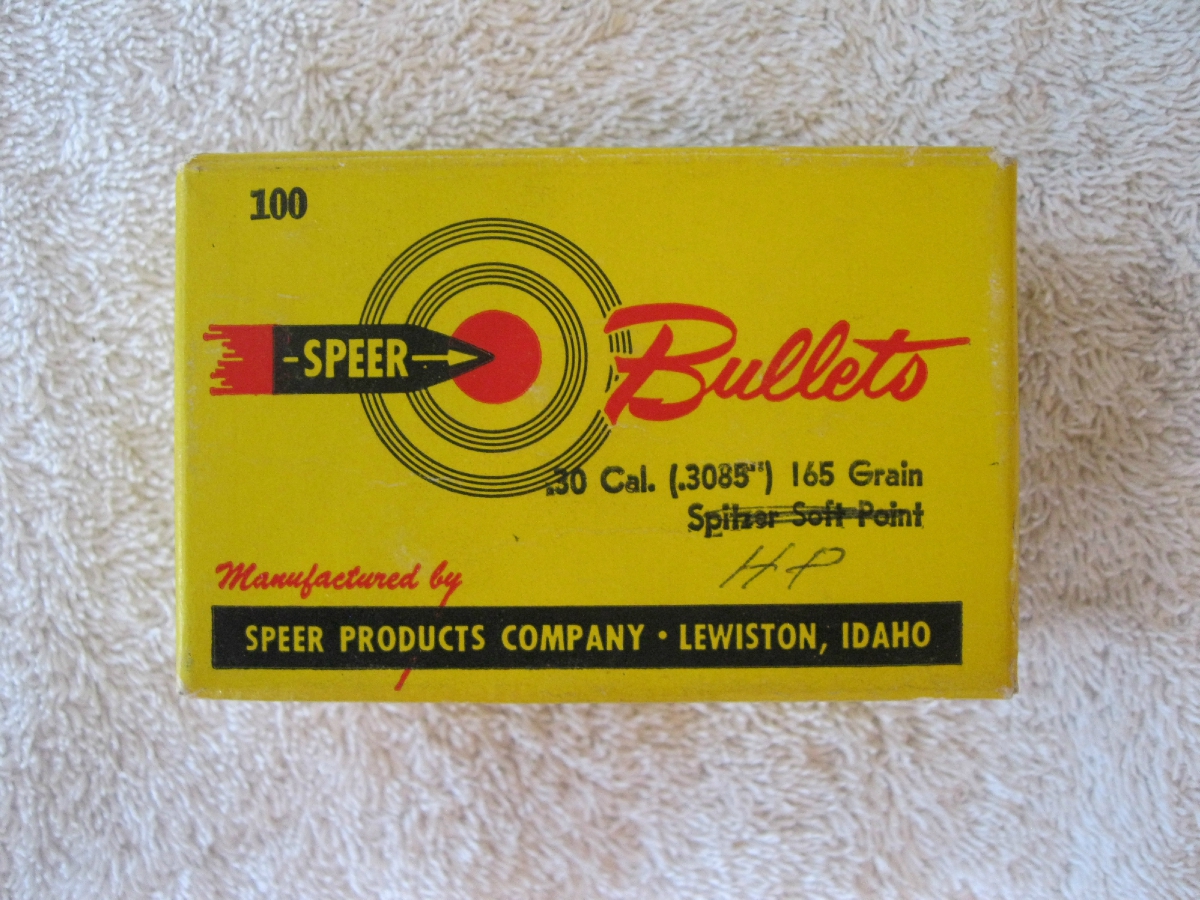 100
-SPEER→
Bullets
.30 Cal. (.3085") 165 Grain
Spitzer Soft Point
HP
Manufactured by
SPEER PRODUCTS COMPANY • LEWISTON, IDAHO